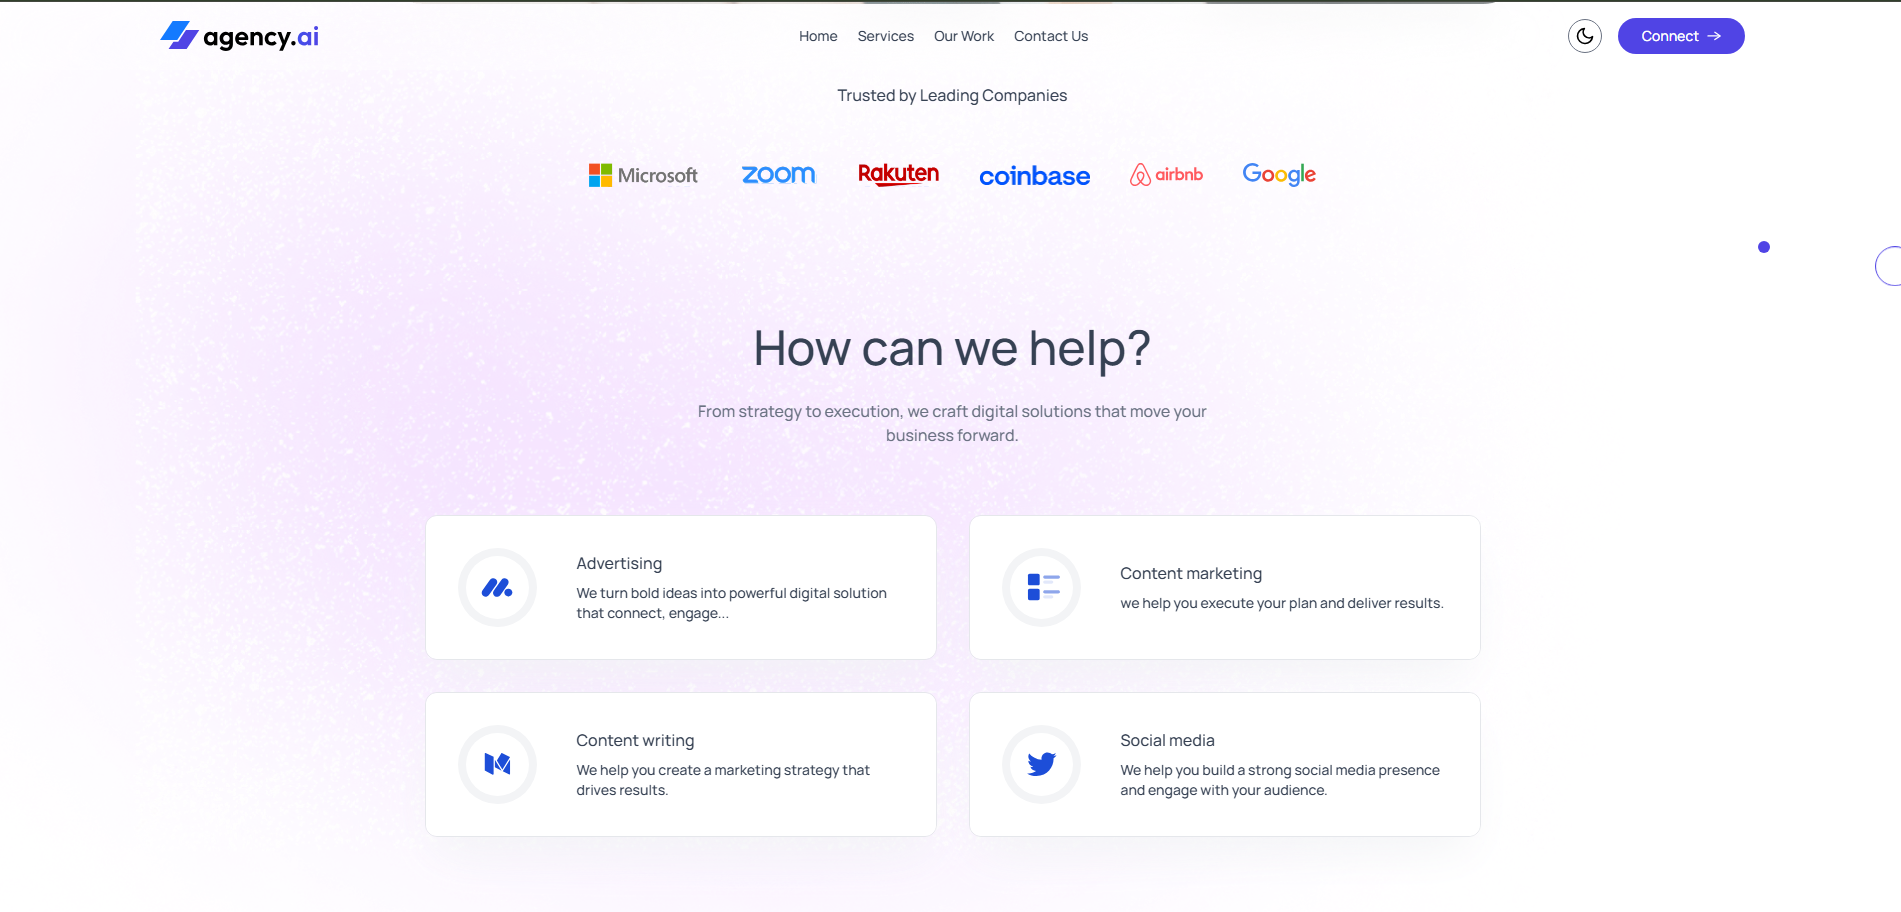 agency.ai
Home
Services
Our Work
Contact Us
Connect
Trusted by Leading Companies
Microsoft
zoom
Rakuten
coinbase
airbnb
Google
How can we help?
From strategy to execution, we craft digital solutions that move your
business forward.
Advertising
We turn bold ideas into powerful digital solution
that connect, engage...
Content marketing
we help you execute your plan and deliver results.
Content writing
We help you create a marketing strategy that
drives results.
Social media
We help you build a strong social media presence
and engage with your audience.